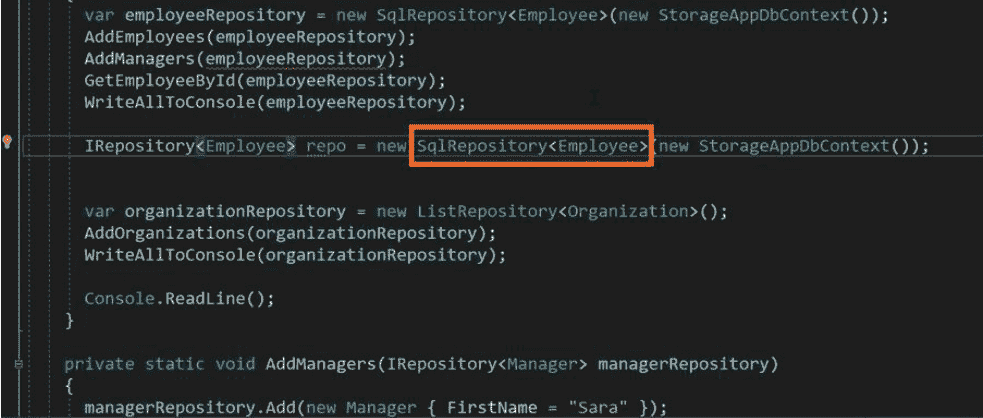 {
var employeeRepository = new SqlRepository<Employee>(new StorageAppDbContext());
AddEmployees(employeeRepository);
AddManagers(employeeRepository);
GetEmployeeById(employeeRepository);
WriteAllToConsole(employeeRepository);
IRepository<Employee> repo = new SqlRepository<Employee>(new StorageAppDbContext());
var organizationRepository = new ListRepository<Organization>();
AddOrganizations(organizationRepository);
WriteAllToConsole(organizationRepository);
Console.ReadLine();
}
private static void AddManagers(IRepository<Manager> managerRepository)
{
managerRepository.Add(new Manager { FirstName = "Sara" });